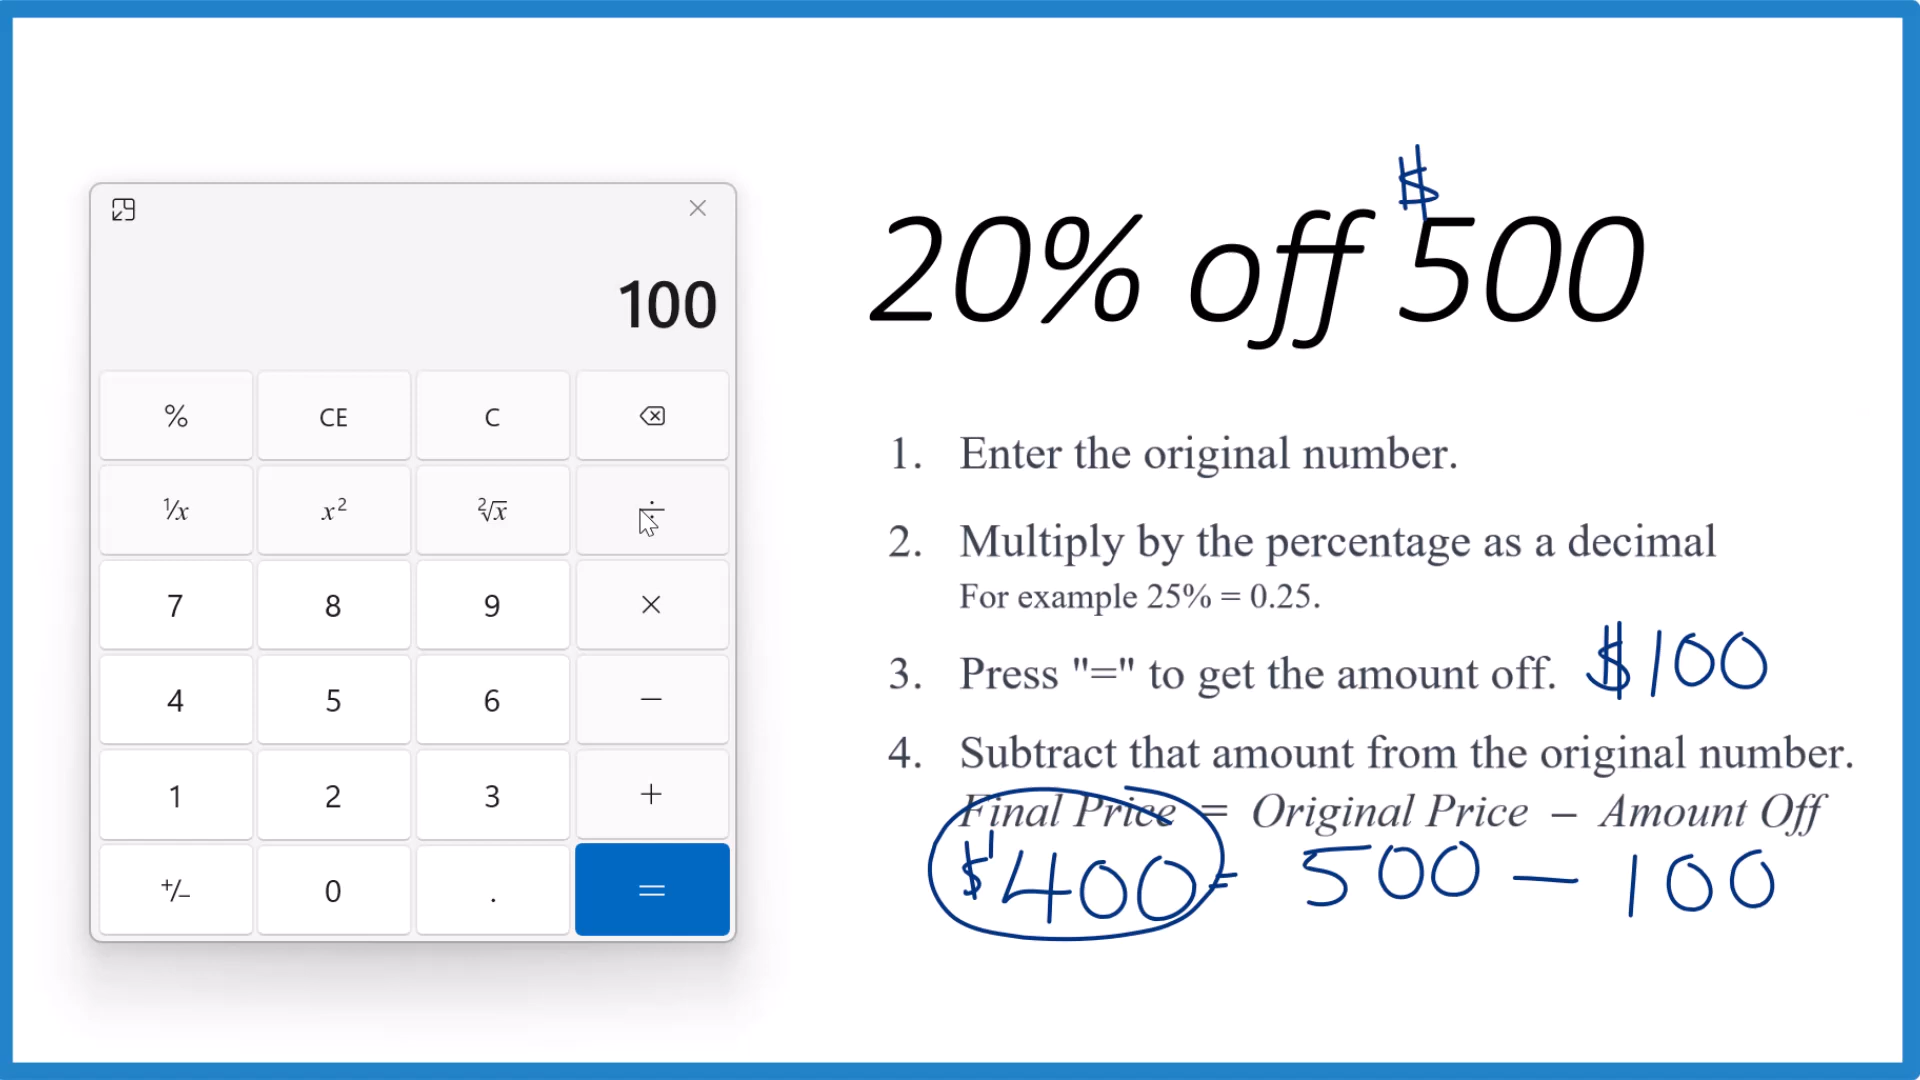 100
% CE C
¹⁄x x² ²√x ÷
7 8 9 ×
4 5 6 −
1 2 3 +
+/− 0 . =
$
20% off 500
1. Enter the original number.
2. Multiply by the percentage as a decimal
For example 25% = 0.25.
3. Press "=" to get the amount off. $100
4. Subtract that amount from the original number.
Final Price = Original Price – Amount Off
$400 = 500 — 100